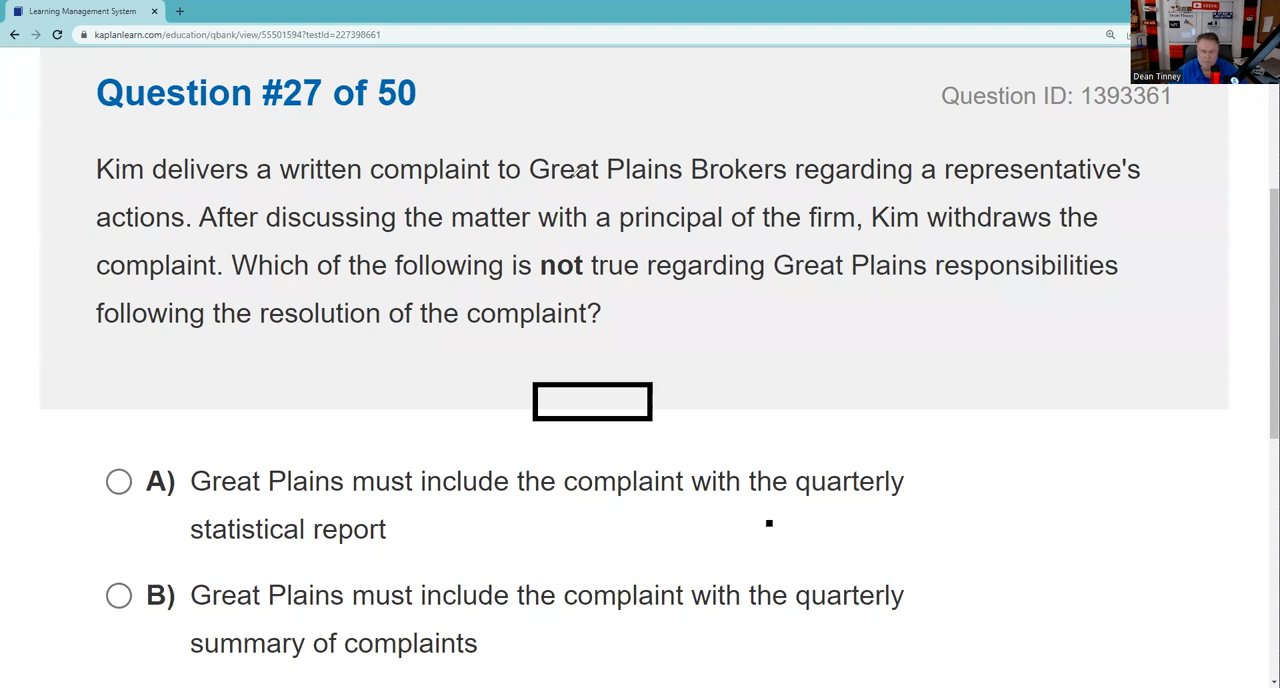 Learning Management System
kaplanlearn.com/education/qbank/view/55501594?testId=227398661
Dean Tinney
Question #27 of 50
Question ID: 1393361
Kim delivers a written complaint to Great Plains Brokers regarding a representative's
actions. After discussing the matter with a principal of the firm, Kim withdraws the
complaint. Which of the following is not true regarding Great Plains responsibilities
following the resolution of the complaint?
A) Great Plains must include the complaint with the quarterly
statistical report
B) Great Plains must include the complaint with the quarterly
summary of complaints